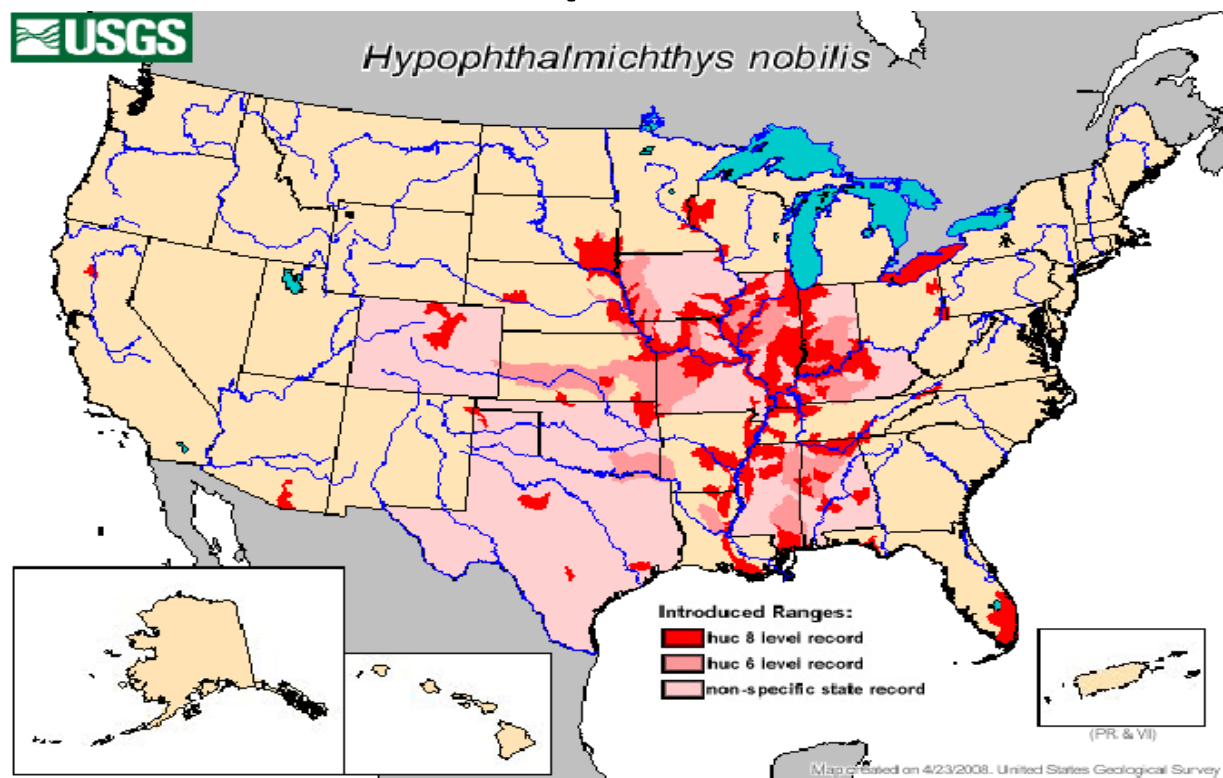 USGS
Hypophthalmichthys nobilis
Introduced Ranges:
huc 8 level record
huc 6 level record
non-specific state record
(PR. & VI)
Map created on 4/23/2008. United States Geological Survey